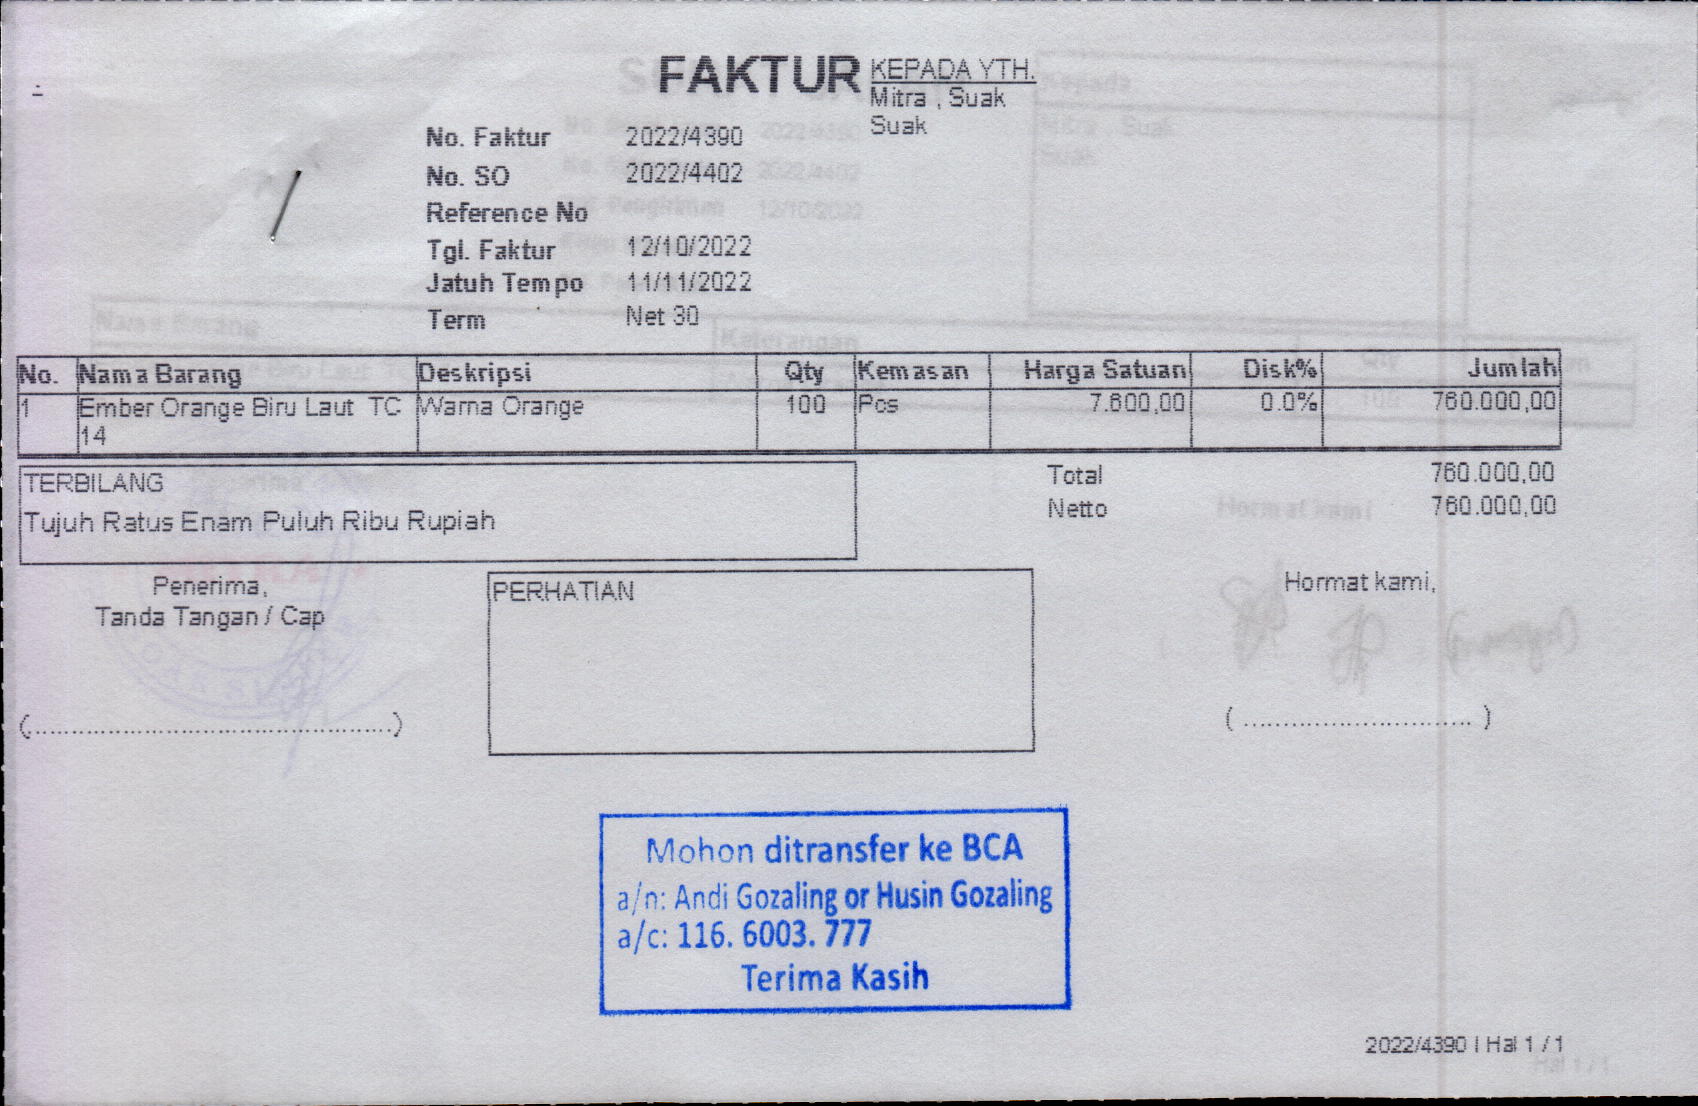 FAKTUR
KEPADA YTH.
Mitra , Suak
Suak
No. Faktur 2022/4390
No. SO 2022/4402
Reference No
Tgl. Faktur 12/10/2022
Jatuh Tempo 11/11/2022
Term Net 30
No. Nama Barang Deskripsi Qty Kemasan Harga Satuan Disk% Jumlah
1 Ember Orange Biru Laut TC Warna Orange 100 Pcs 7.600,00 0.0% 760.000,00
14
TERBILANG
Tujuh Ratus Enam Puluh Ribu Rupiah
Total 760.000,00
Netto 760.000,00
Penerima,
Tanda Tangan / Cap
PERHATIAN
Hormat kami,
(..............................................)
( ............................. )
Mohon ditransfer ke BCA
a/n: Andi Gozaling or Husin Gozaling
a/c: 116. 6003. 777
Terima Kasih
2022/4390 | Hal 1 / 1